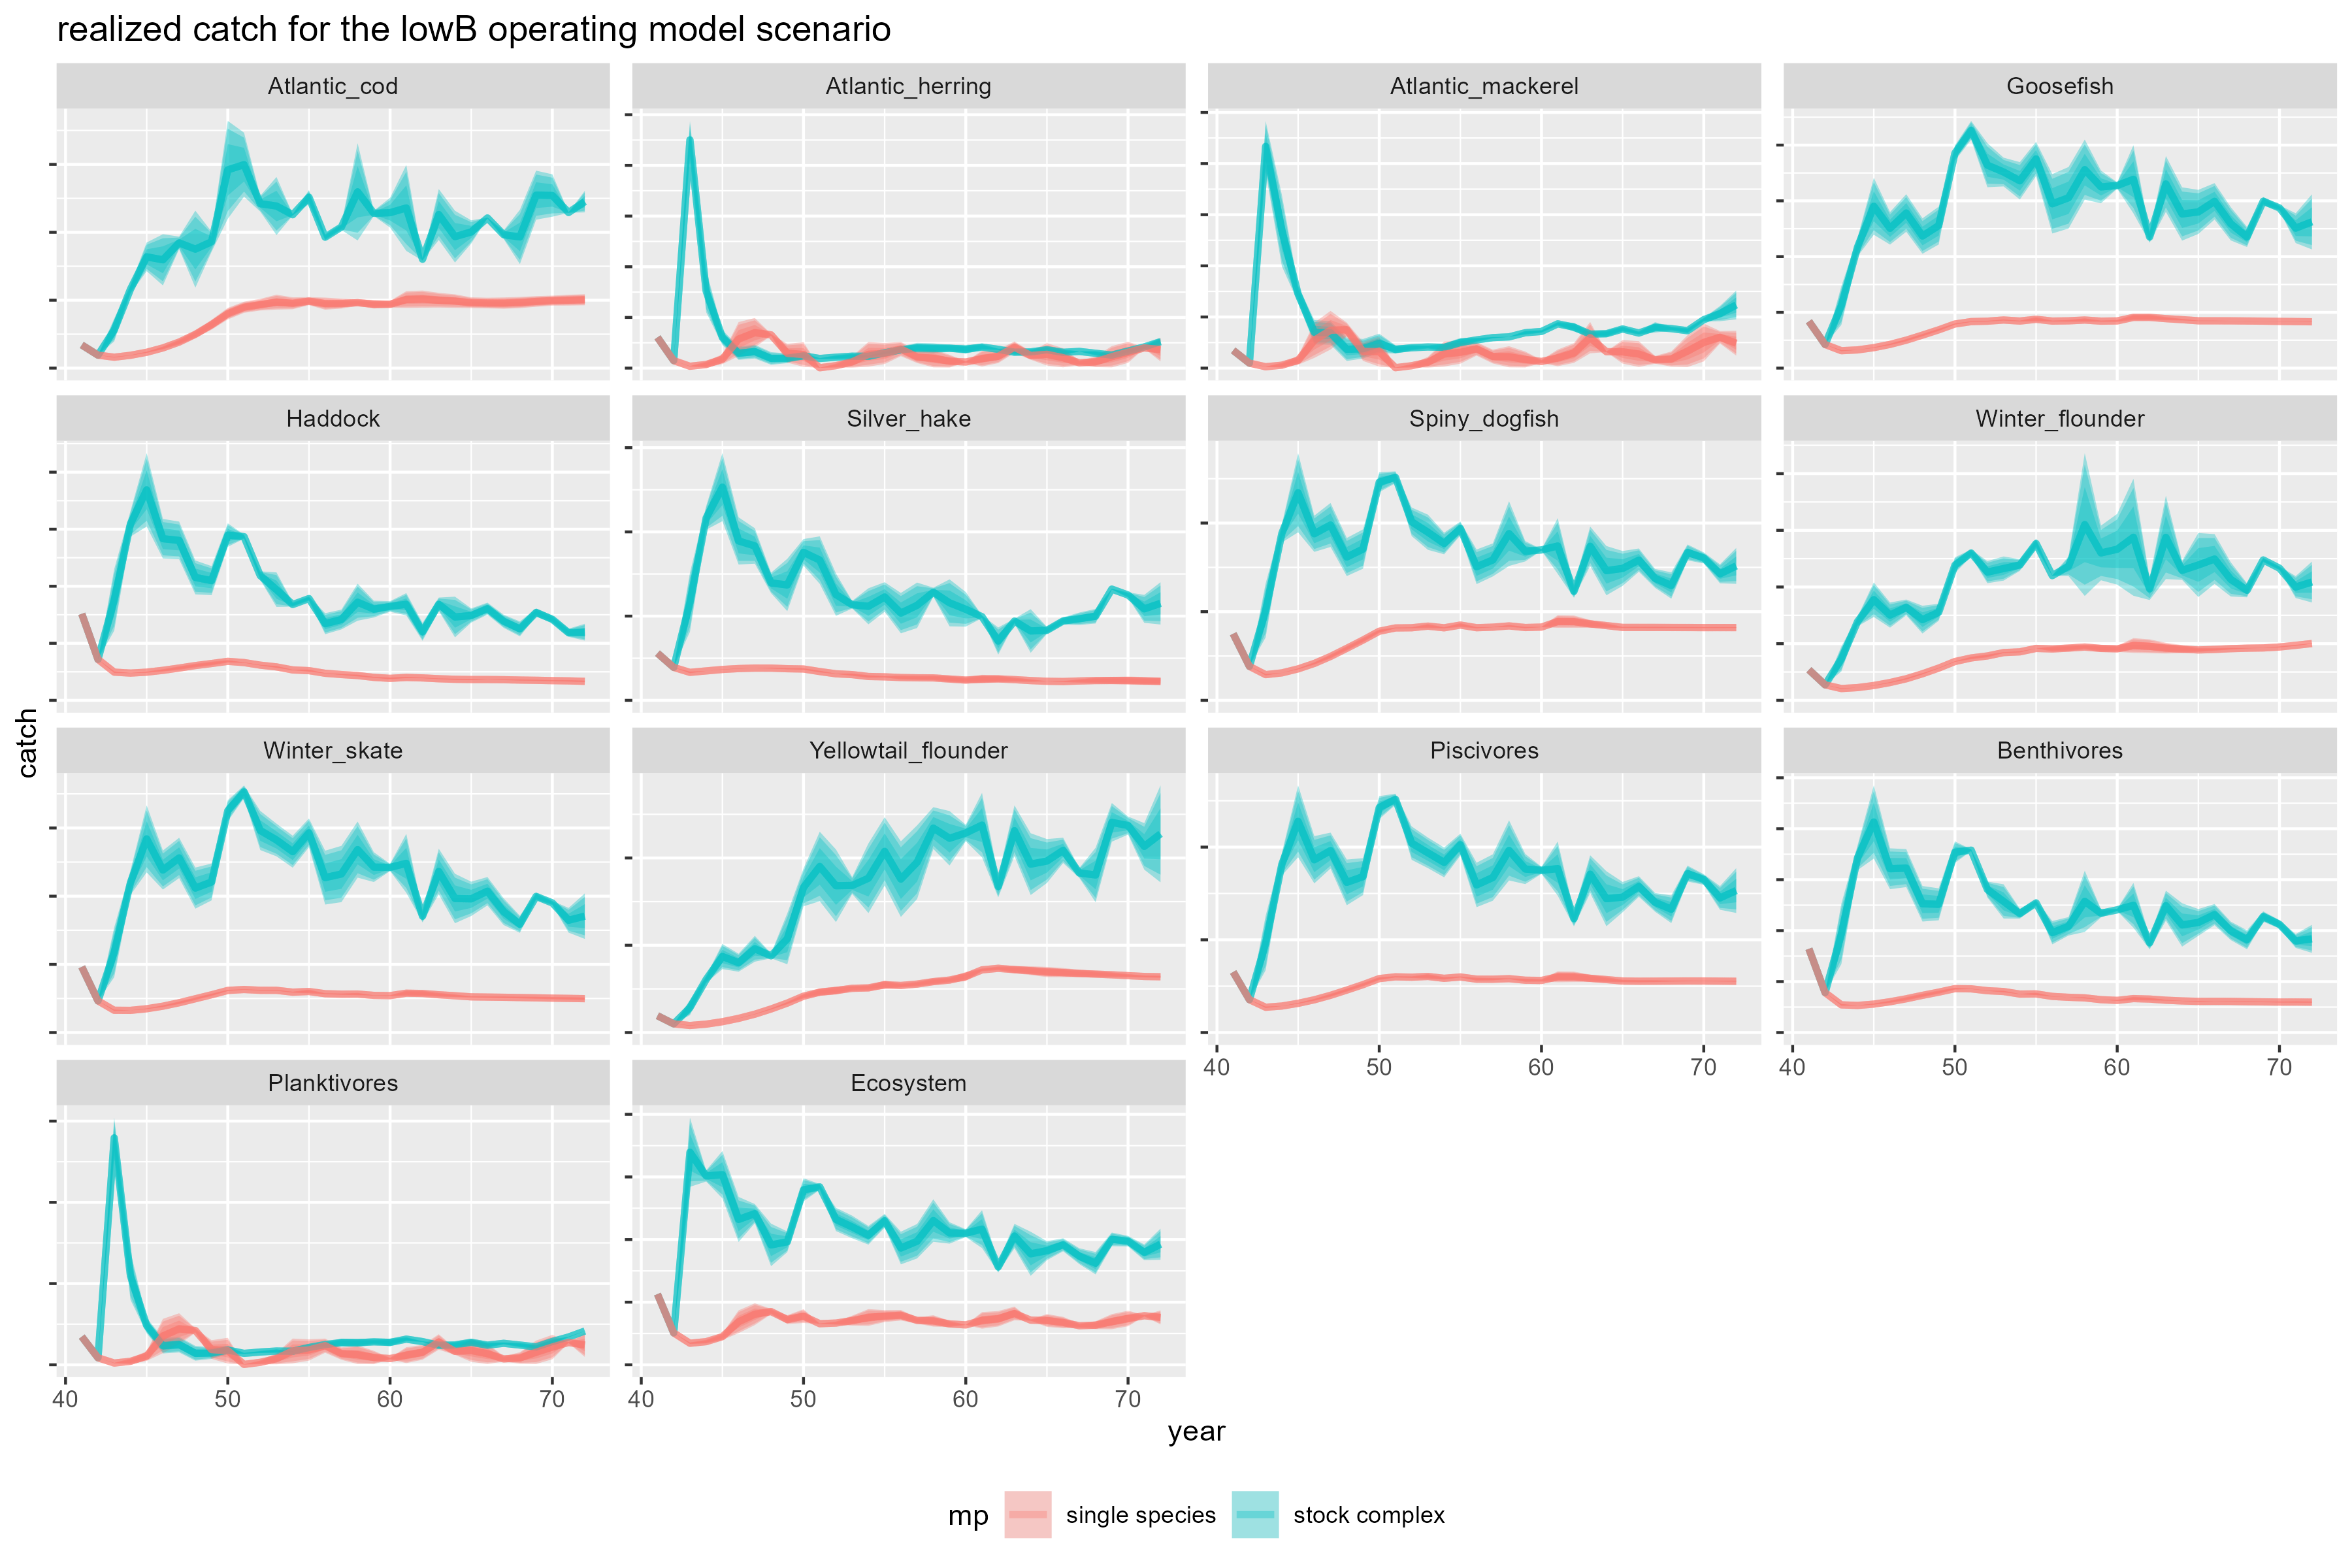 realized catch for the lowB operating model scenario
Atlantic_cod Atlantic_herring Atlantic_mackerel Goosefish
Haddock Silver_hake Spiny_dogfish Winter_flounder
Winter_skate Yellowtail_flounder Piscivores Benthivores
catch
40 50 60 70 40 50 60 70
Planktivores Ecosystem
40 50 60 70 40 50 60 70
year
mp single species stock complex